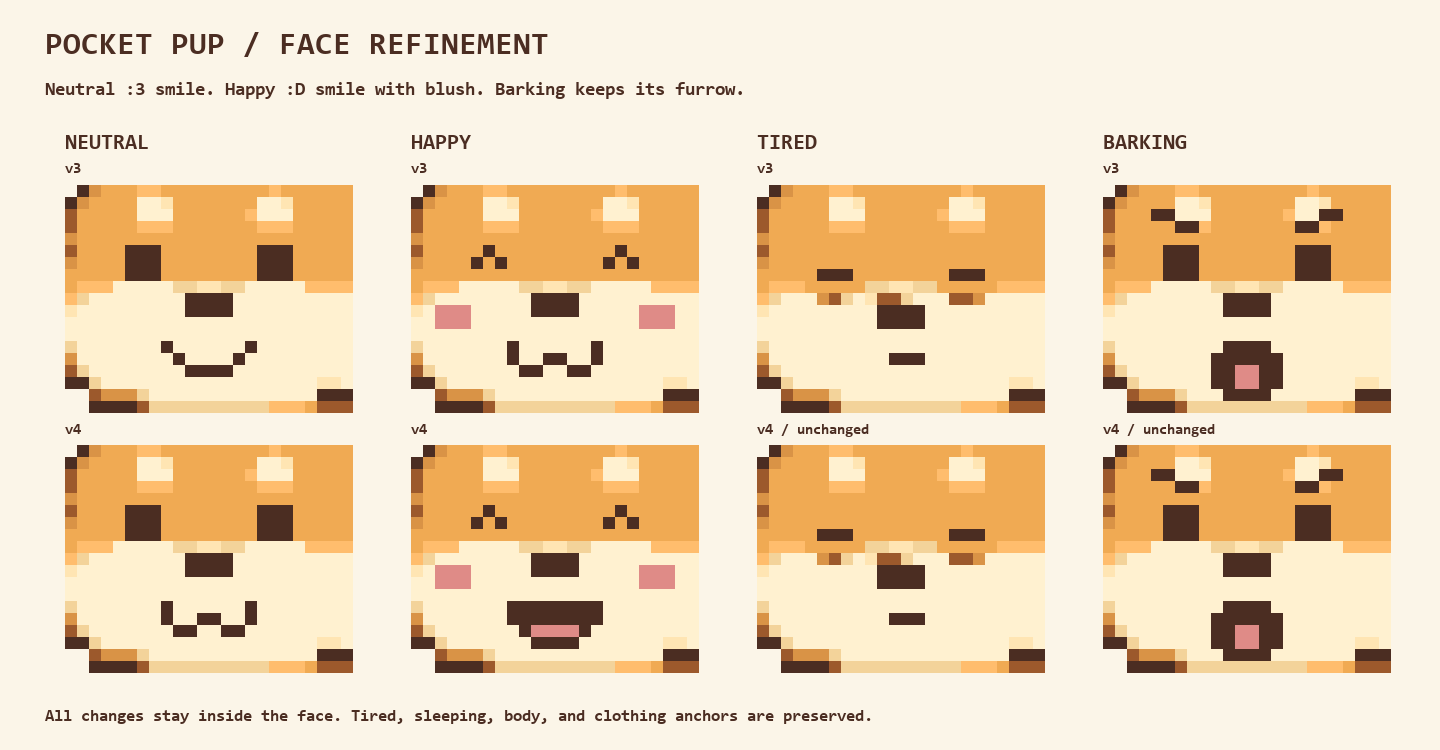 POCKET PUP / FACE REFINEMENT
Neutral :3 smile. Happy :D smile with blush. Barking keeps its furrow.
NEUTRAL
v3
HAPPY
v3
TIRED
v3
BARKING
v3
v4
v4
v4 / unchanged
v4 / unchanged
All changes stay inside the face. Tired, sleeping, body, and clothing anchors are preserved.